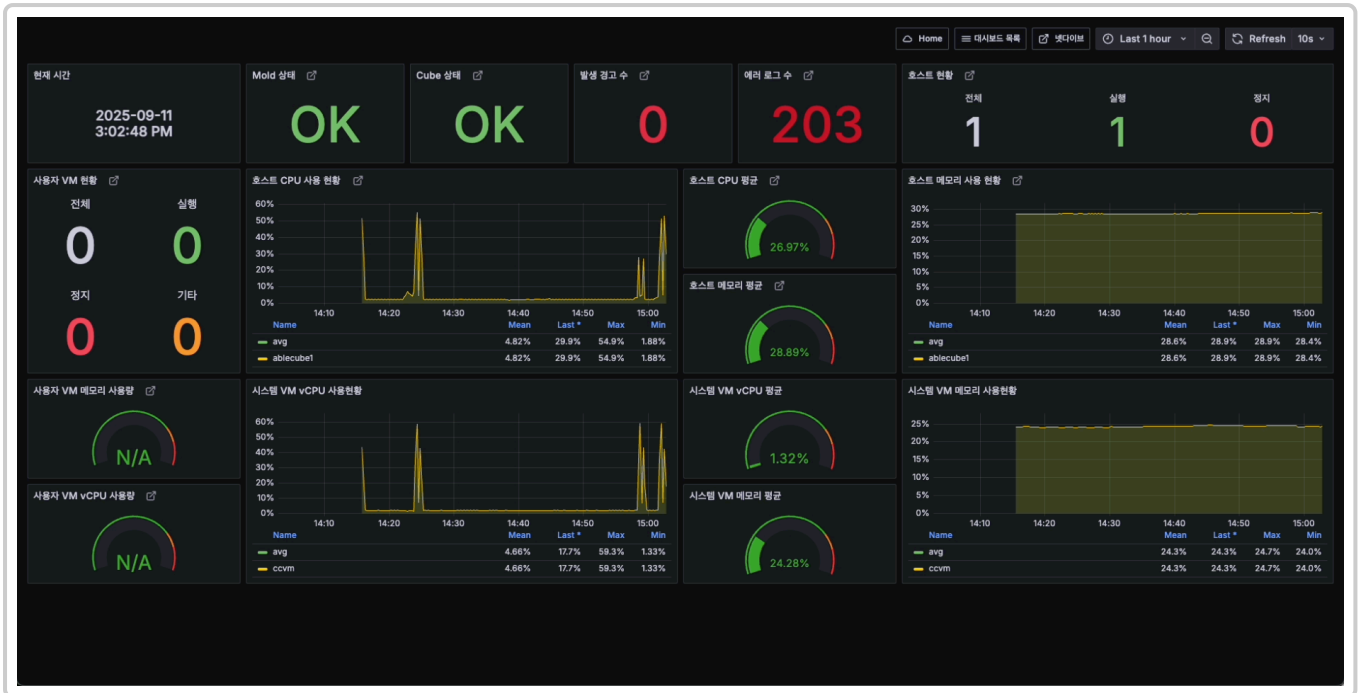 Home 대시보드 목록 넷다이브 Last 1 hour Refresh 10s
현재 시간
2025-09-11
3:02:48 PM
Mold 상태
OK
Cube 상태
OK
발생 경고 수
0
에러 로그 수
203
호스트 현황
전체 실행 정지
1 1 0
사용자 VM 현황
전체 실행
0 0
정지 기타
0 0
호스트 CPU 사용 현황
60%
50%
40%
30%
20%
10%
0%
14:10 14:20 14:30 14:40 14:50 15:00
Name Mean Last * Max Min
avg 4.82% 29.9% 54.9% 1.88%
ablecube1 4.82% 29.9% 54.9% 1.88%
호스트 CPU 평균
26.97%
호스트 메모리 평균
28.89%
호스트 메모리 사용 현황
30%
25%
20%
15%
10%
5%
0%
14:10 14:20 14:30 14:40 14:50 15:00
Name Mean Last * Max Min
avg 28.6% 28.9% 28.9% 28.4%
ablecube1 28.6% 28.9% 28.9% 28.4%
사용자 VM 메모리 사용량
N/A
사용자 VM vCPU 사용량
N/A
시스템 VM vCPU 사용현황
60%
50%
40%
30%
20%
10%
0%
14:10 14:20 14:30 14:40 14:50 15:00
Name Mean Last * Max Min
avg 4.66% 17.7% 59.3% 1.33%
ccvm 4.66% 17.7% 59.3% 1.33%
시스템 VM vCPU 평균
1.32%
시스템 VM 메모리 평균
24.28%
시스템 VM 메모리 사용현황
25%
20%
15%
10%
5%
0%
14:10 14:20 14:30 14:40 14:50 15:00
Name Mean Last * Max Min
avg 24.3% 24.3% 24.7% 24.0%
ccvm 24.3% 24.3% 24.7% 24.0%